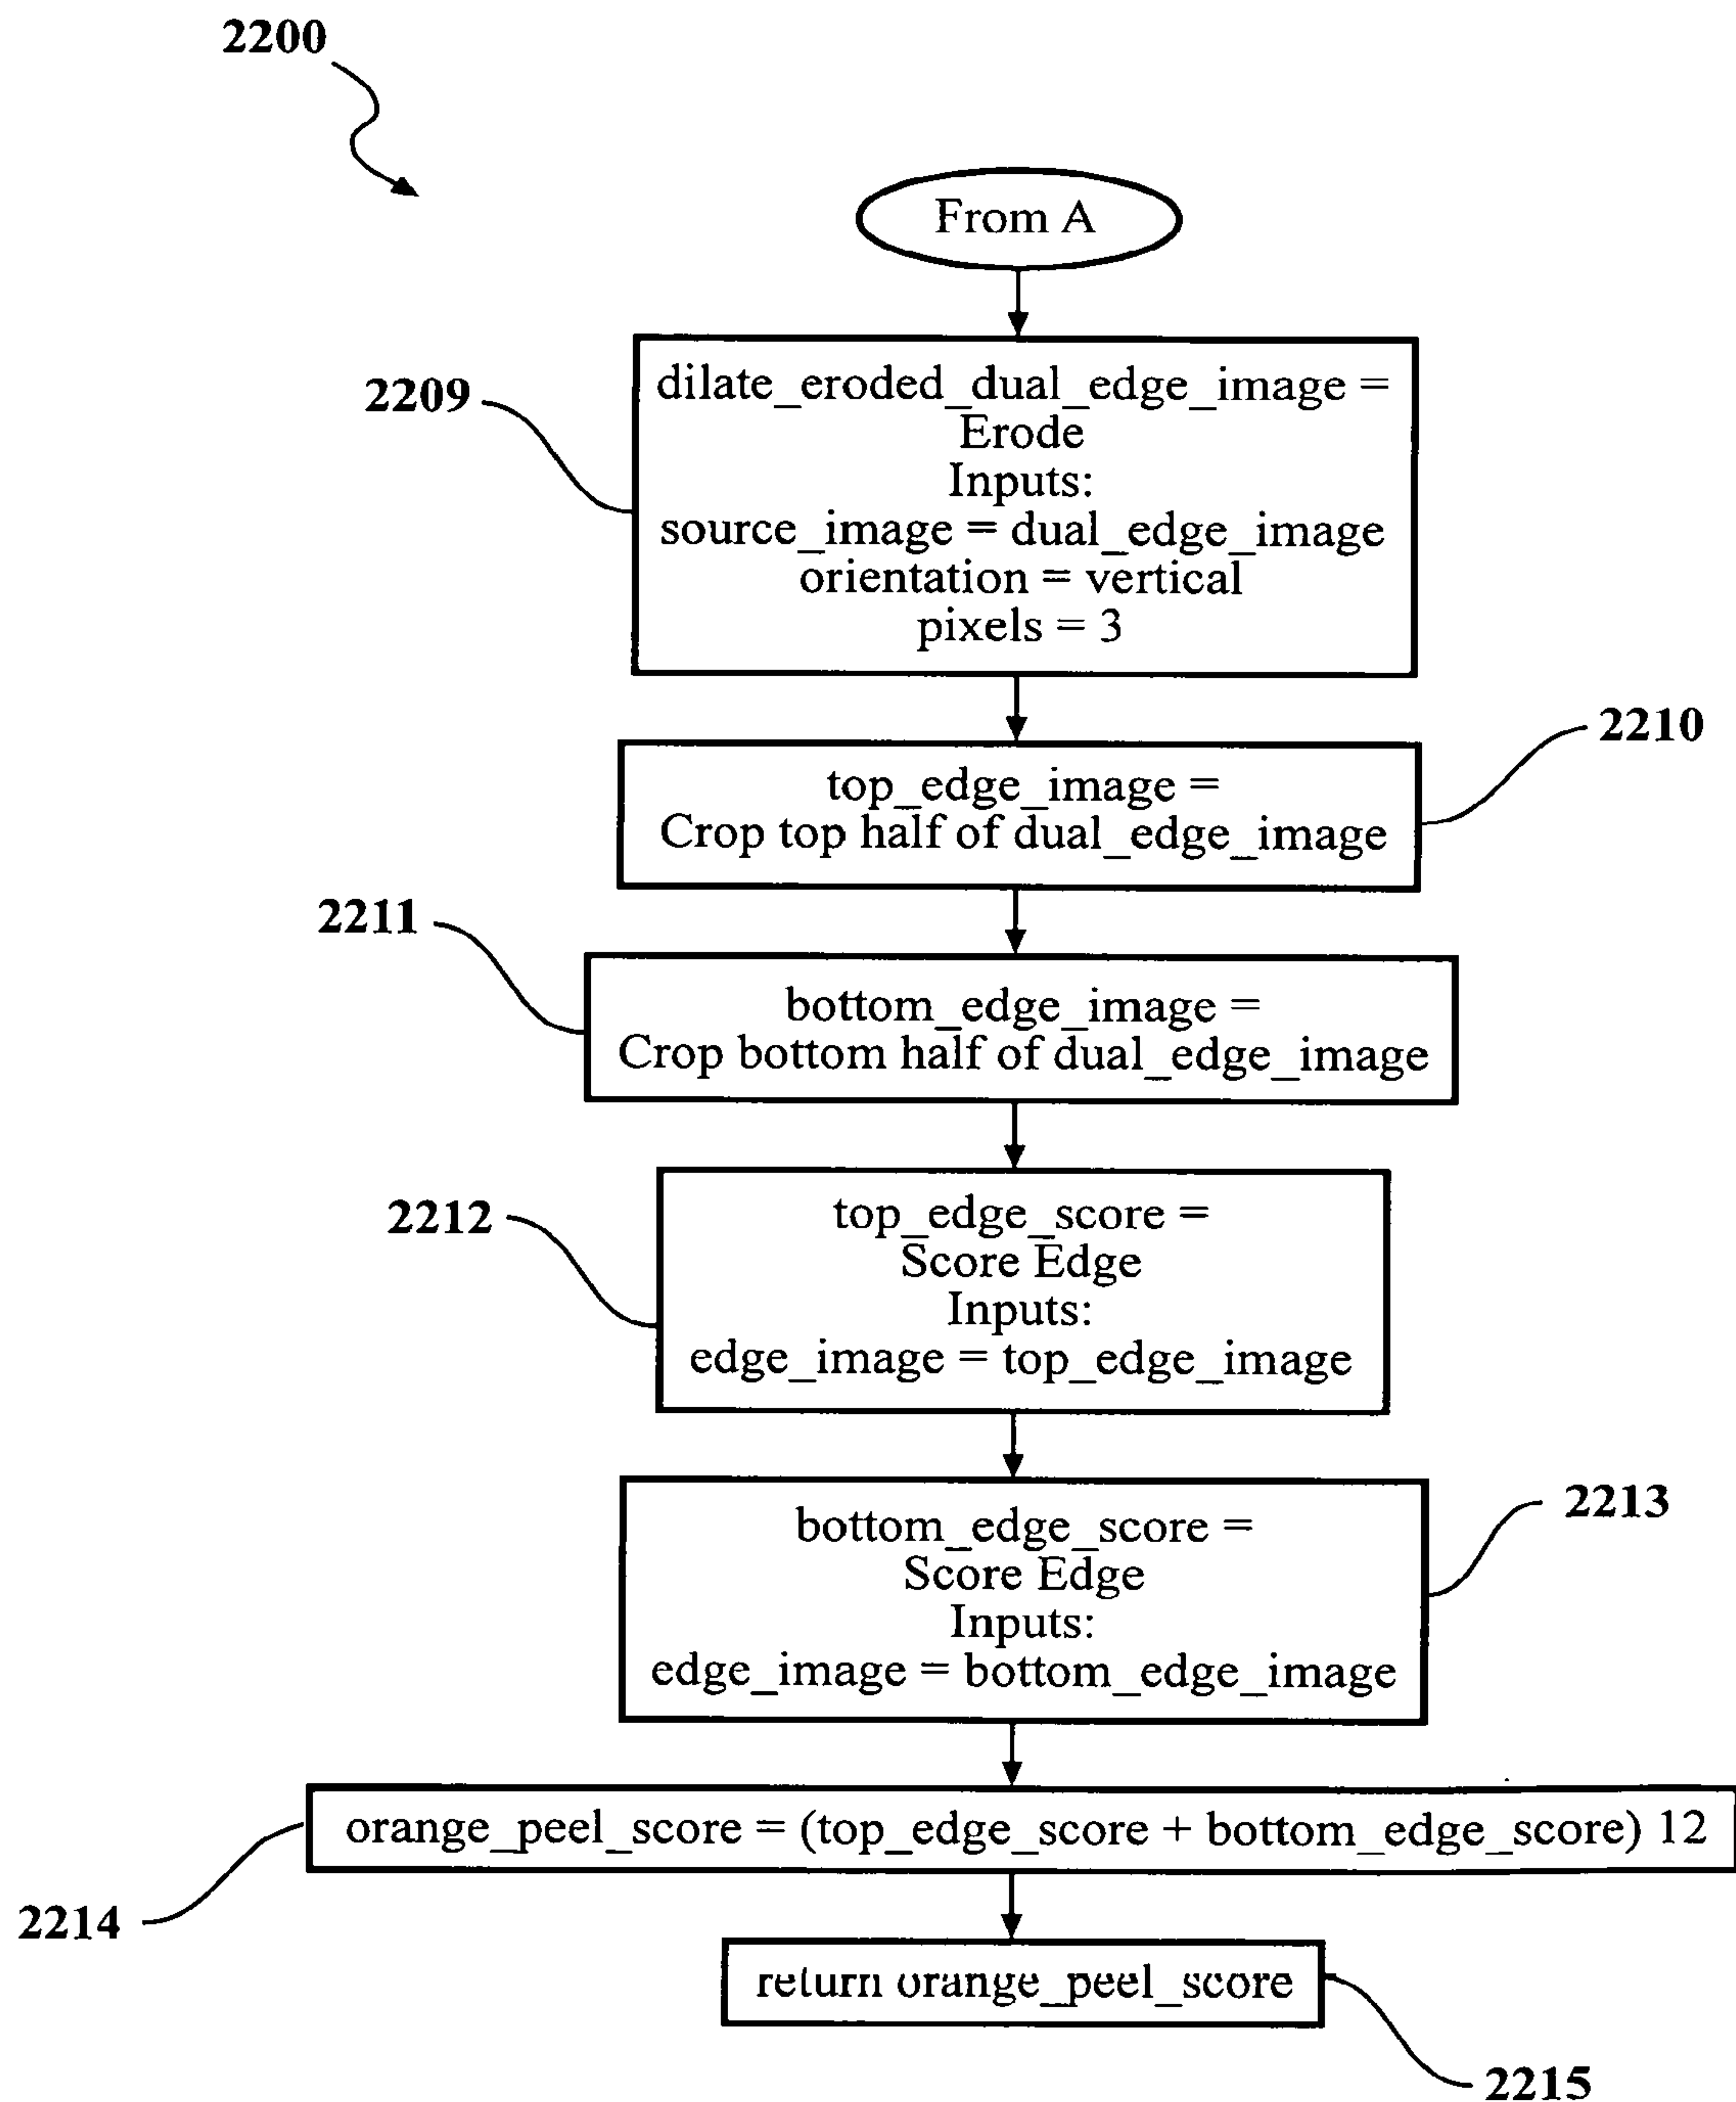 2200
From A
2209
dilate_eroded_dual_edge_image =
Erode
Inputs:
source_image = dual_edge_image
orientation = vertical
pixels = 3
2210
top_edge_image =
Crop top half of dual_edge_image
2211
bottom_edge_image =
Crop bottom half of dual_edge_image
2212
top_edge_score =
Score Edge
Inputs:
edge_image = top_edge_image
2213
bottom_edge_score =
Score Edge
Inputs:
edge_image = bottom_edge_image
orange_peel_score = (top_edge_score + bottom_edge_score) 12
2214
return orange_peel_score
2215